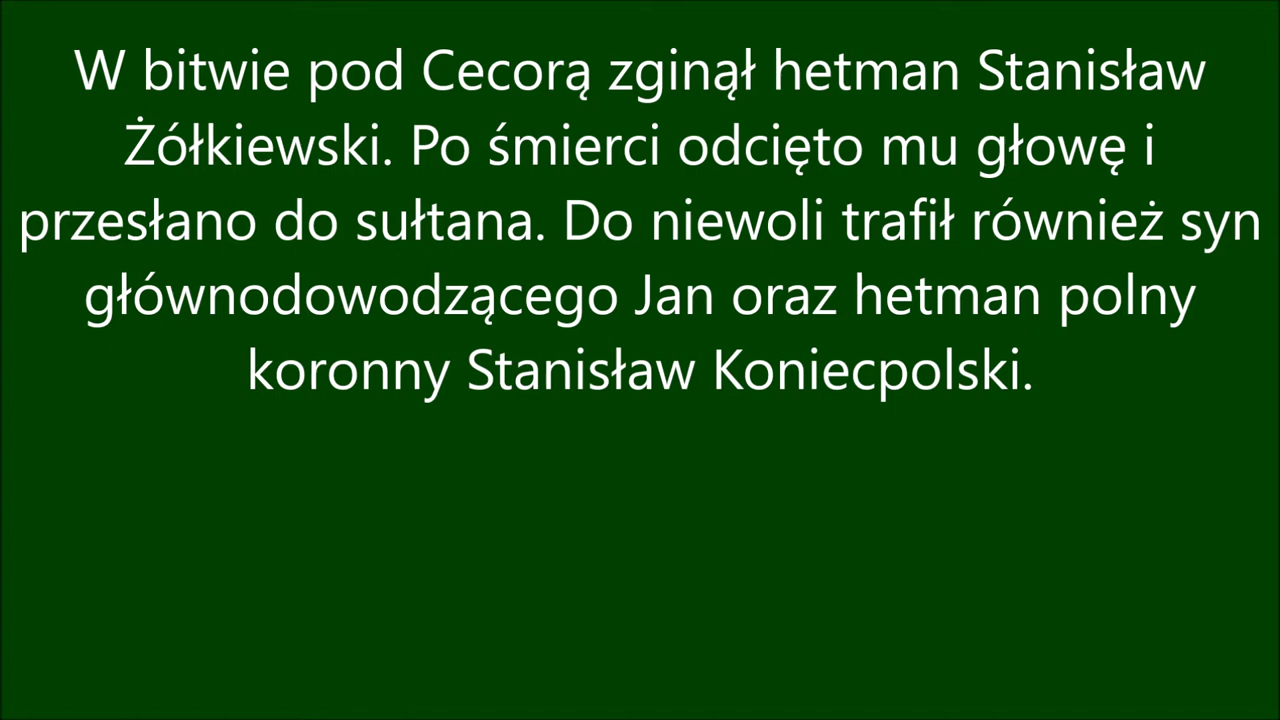 W bitwie pod Cecorą zginął hetman Stanisław
Żółkiewski. Po śmierci odcięto mu głowę i
przesłano do sułtana. Do niewoli trafił również syn
głównodowodzącego Jan oraz hetman polny
koronny Stanisław Koniecpolski.